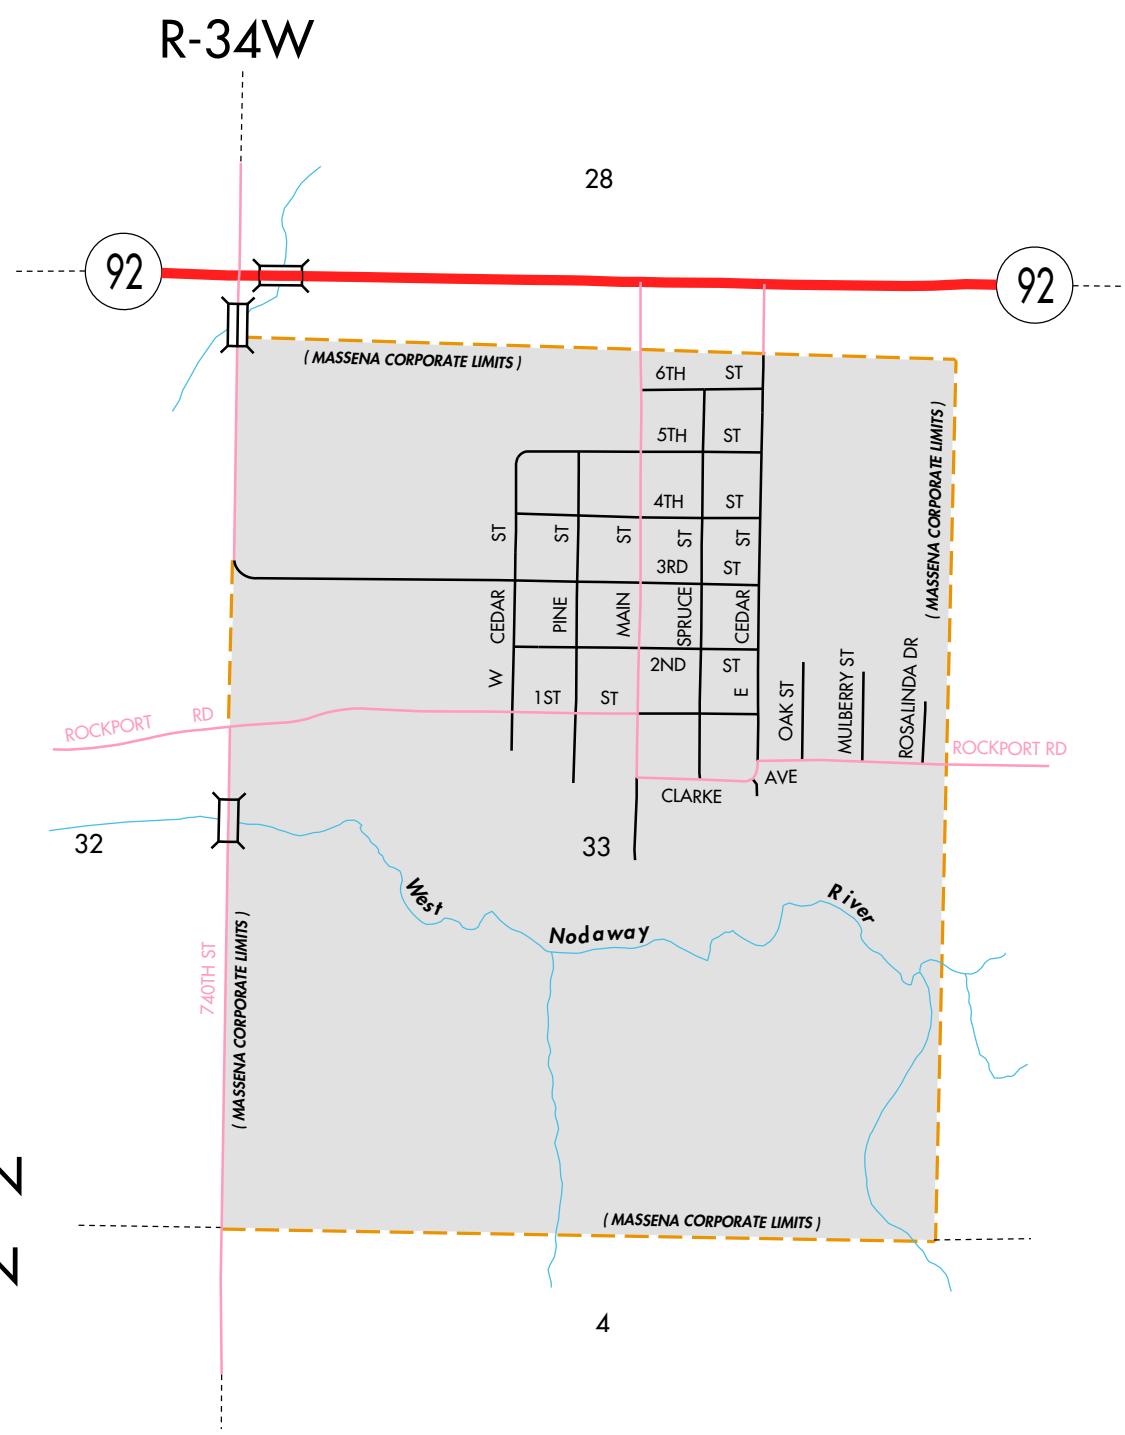 R-34W
28
92
92
( MASSENA CORPORATE LIMITS )
6TH ST
5TH ST
4TH ST
3RD ST
2ND ST
1ST ST
W CEDAR ST
PINE ST
MAIN ST
SPRUCE ST
E CEDAR ST
OAK ST
MULBERRY ST
ROSALINDA DR
( MASSENA CORPORATE LIMITS )
ROCKPORT RD
ROCKPORT RD
CLARKE AVE
32
33
West Nodaway River
740TH ST
( MASSENA CORPORATE LIMITS )
( MASSENA CORPORATE LIMITS )
4